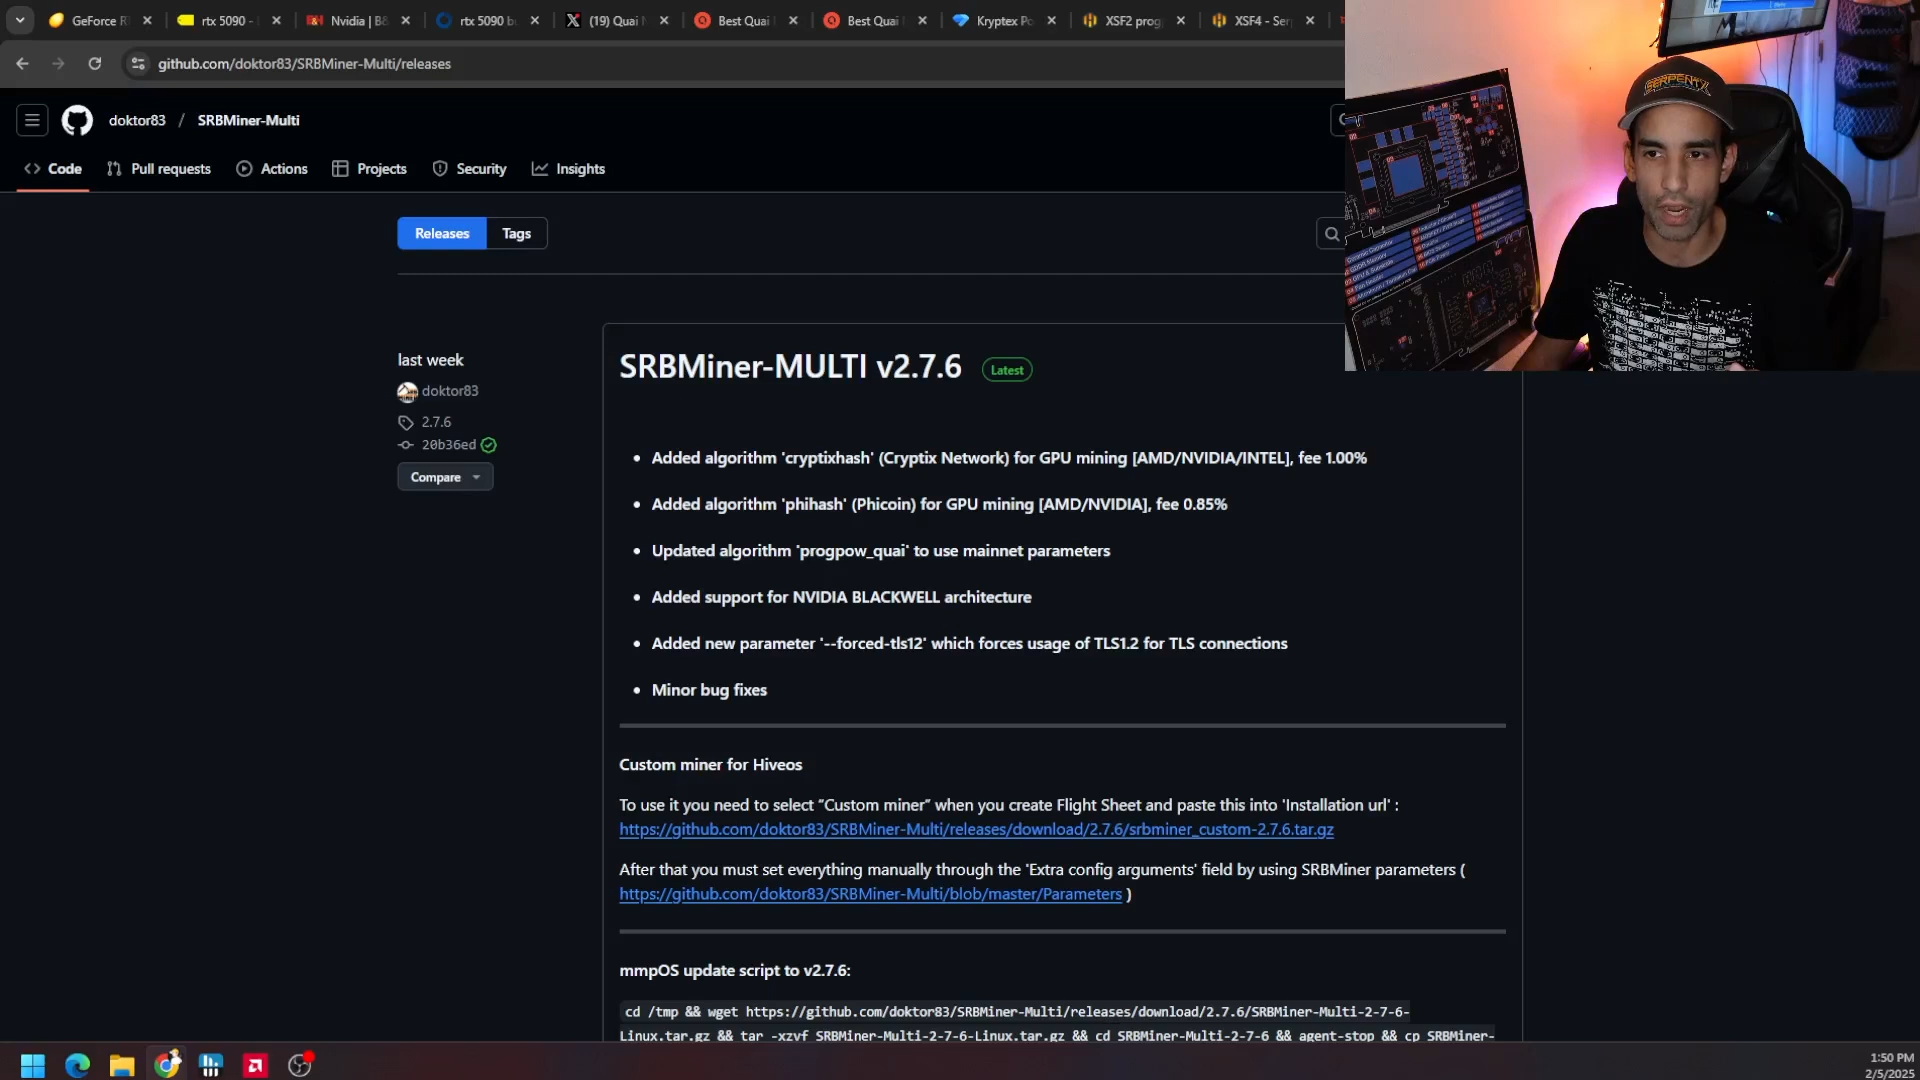 GeForce R
rtx 5090 -
Nvidia | B&
rtx 5090 bu
(19) Quai N
Best Quai
Best Quai
Kryptex Po
XSF2 prog
XSF4 - Ser
github.com/doktor83/SRBMiner-Multi/releases
doktor83 / SRBMiner-Multi
Code
Pull requests
Actions
Projects
Security
Insights
Releases
Tags
last week
doktor83
2.7.6
20b36ed
Compare
SRBMiner-MULTI v2.7.6
Latest
Added algorithm 'cryptixhash' (Cryptix Network) for GPU mining [AMD/NVIDIA/INTEL], fee 1.00%
Added algorithm 'phihash' (Phicoin) for GPU mining [AMD/NVIDIA], fee 0.85%
Updated algorithm 'progpow_quai' to use mainnet parameters
Added support for NVIDIA BLACKWELL architecture
Added new parameter '--forced-tls12' which forces usage of TLS1.2 for TLS connections
Minor bug fixes
Custom miner for Hiveos
To use it you need to select "Custom miner" when you create Flight Sheet and paste this into 'Installation url' :
https://github.com/doktor83/SRBMiner-Multi/releases/download/2.7.6/srbminer_custom-2.7.6.tar.gz
After that you must set everything manually through the 'Extra config arguments' field by using SRBMiner parameters (
https://github.com/doktor83/SRBMiner-Multi/blob/master/Parameters )
mmpOS update script to v2.7.6:
cd /tmp && wget https://github.com/doktor83/SRBMiner-Multi/releases/download/2.7.6/SRBMiner-Multi-2-7-6-
Linux.tar.gz && tar -xzvf SRBMiner-Multi-2-7-6-Linux.tar.gz && cd SRBMiner-Multi-2-7-6 && agent-stop && cp SRBMiner-
SERPENTX
1:50 PM
2/5/2025